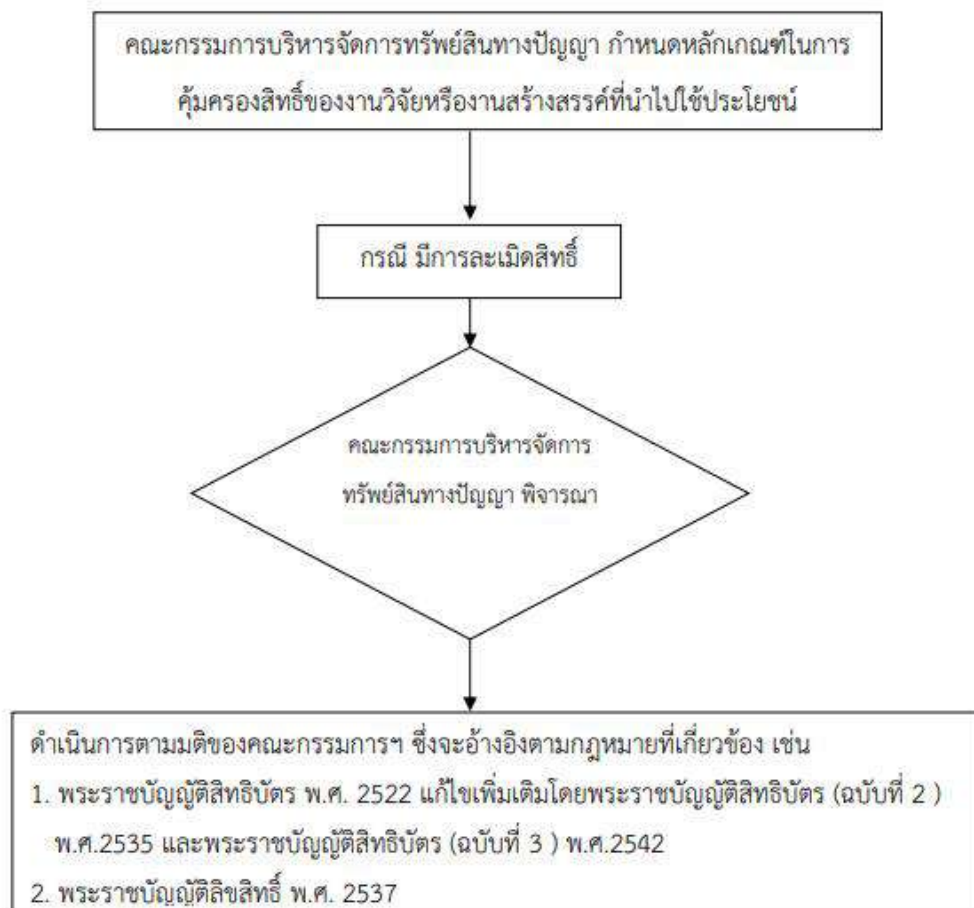 คณะกรรมการบริหารจัดการทรัพย์สินทางปัญญา กำหนดหลักเกณฑ์ในการ
คุ้มครองสิทธิ์ของงานวิจัยหรืองานสร้างสรรค์ที่นำไปใช้ประโยชน์
กรณี มีการละเมิดสิทธิ์
คณะกรรมการบริหารจัดการ
ทรัพย์สินทางปัญญา พิจารณา
ดำเนินการตามมติของคณะกรรมการฯ ซึ่งจะอ้างอิงตามกฎหมายที่เกี่ยวข้อง เช่น
1. พระราชบัญญัติสิทธิบัตร พ.ศ. 2522 แก้ไขเพิ่มเติมโดยพระราชบัญญัติสิทธิบัตร (ฉบับที่ 2 )
พ.ศ.2535 และพระราชบัญญัติสิทธิบัตร (ฉบับที่ 3 ) พ.ศ.2542
2. พระราชบัญญัติลิขสิทธิ์ พ.ศ. 2537